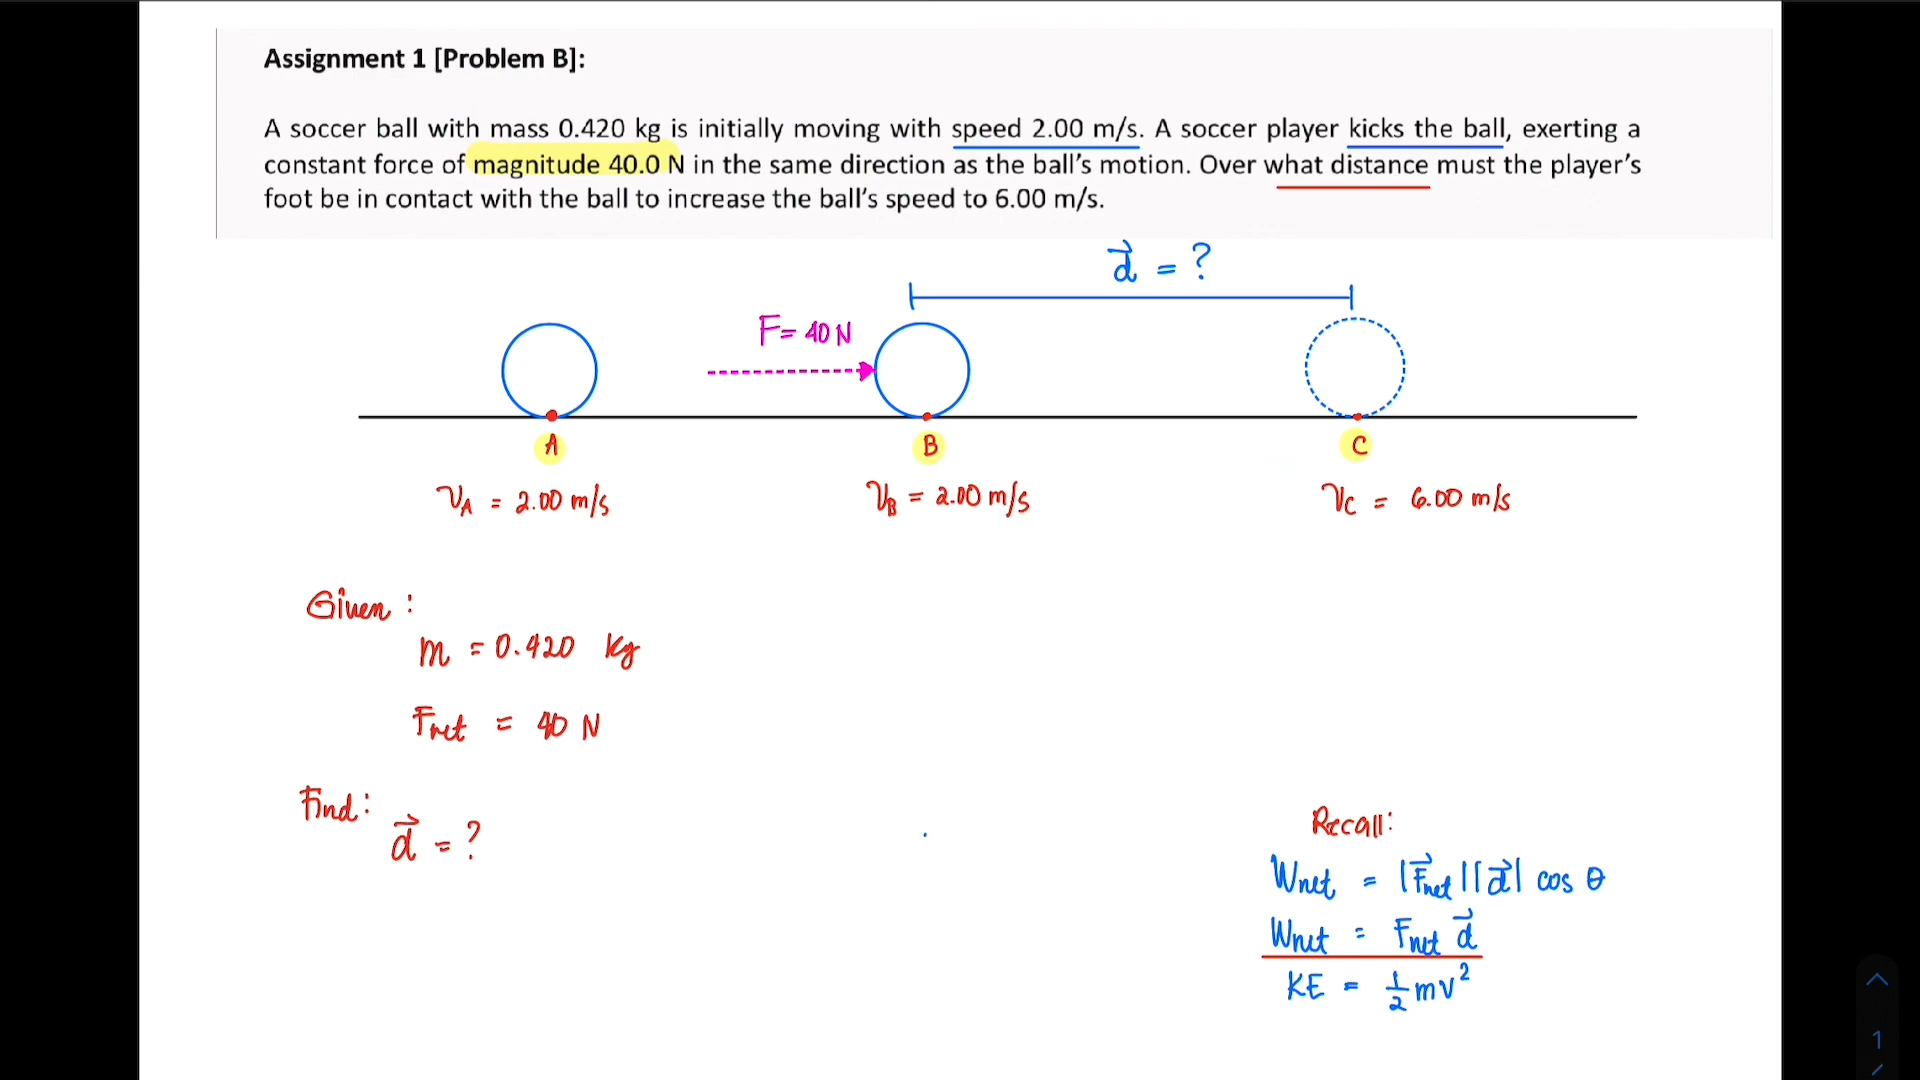 Assignment 1 [Problem B]:
A soccer ball with mass 0.420 kg is initially moving with speed 2.00 m/s. A soccer player kicks the ball, exerting a
constant force of magnitude 40.0 N in the same direction as the ball's motion. Over what distance must the player's
foot be in contact with the ball to increase the ball's speed to 6.00 m/s.
d⃗ = ?
F= 40 N
A
B
C
VA = 2.00 m/s
VB = 2.00 m/s
VC = 6.00 m/s
Given :
m = 0.420 kg
Fnet = 40 N
Find:
d⃗ = ?
Recall:
Wnet = |F⃗net||d⃗| cos θ
Wnet = Fnet d⃗
KE = 1/2 mv²
1